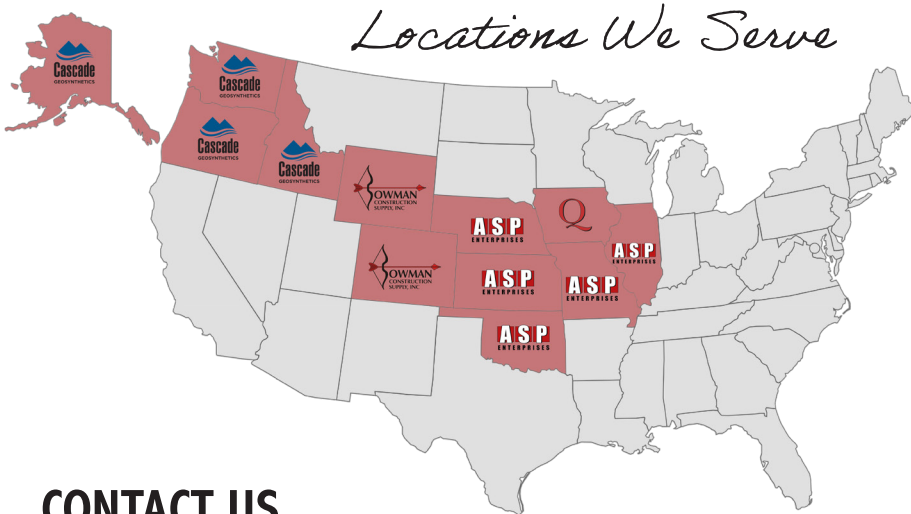 Locations We Serve
Cascade
GEOSYNTHETICS
Cascade
GEOSYNTHETICS
Cascade
GEOSYNTHETICS
Cascade
GEOSYNTHETICS
BOWMAN
CONSTRUCTION
SUPPLY, INC
BOWMAN
CONSTRUCTION
SUPPLY, INC
ASP
ENTERPRISES
Q
ASP
ENTERPRISES
ASP
ENTERPRISES
ASP
ENTERPRISES
ASP
ENTERPRISES
CONTACT US